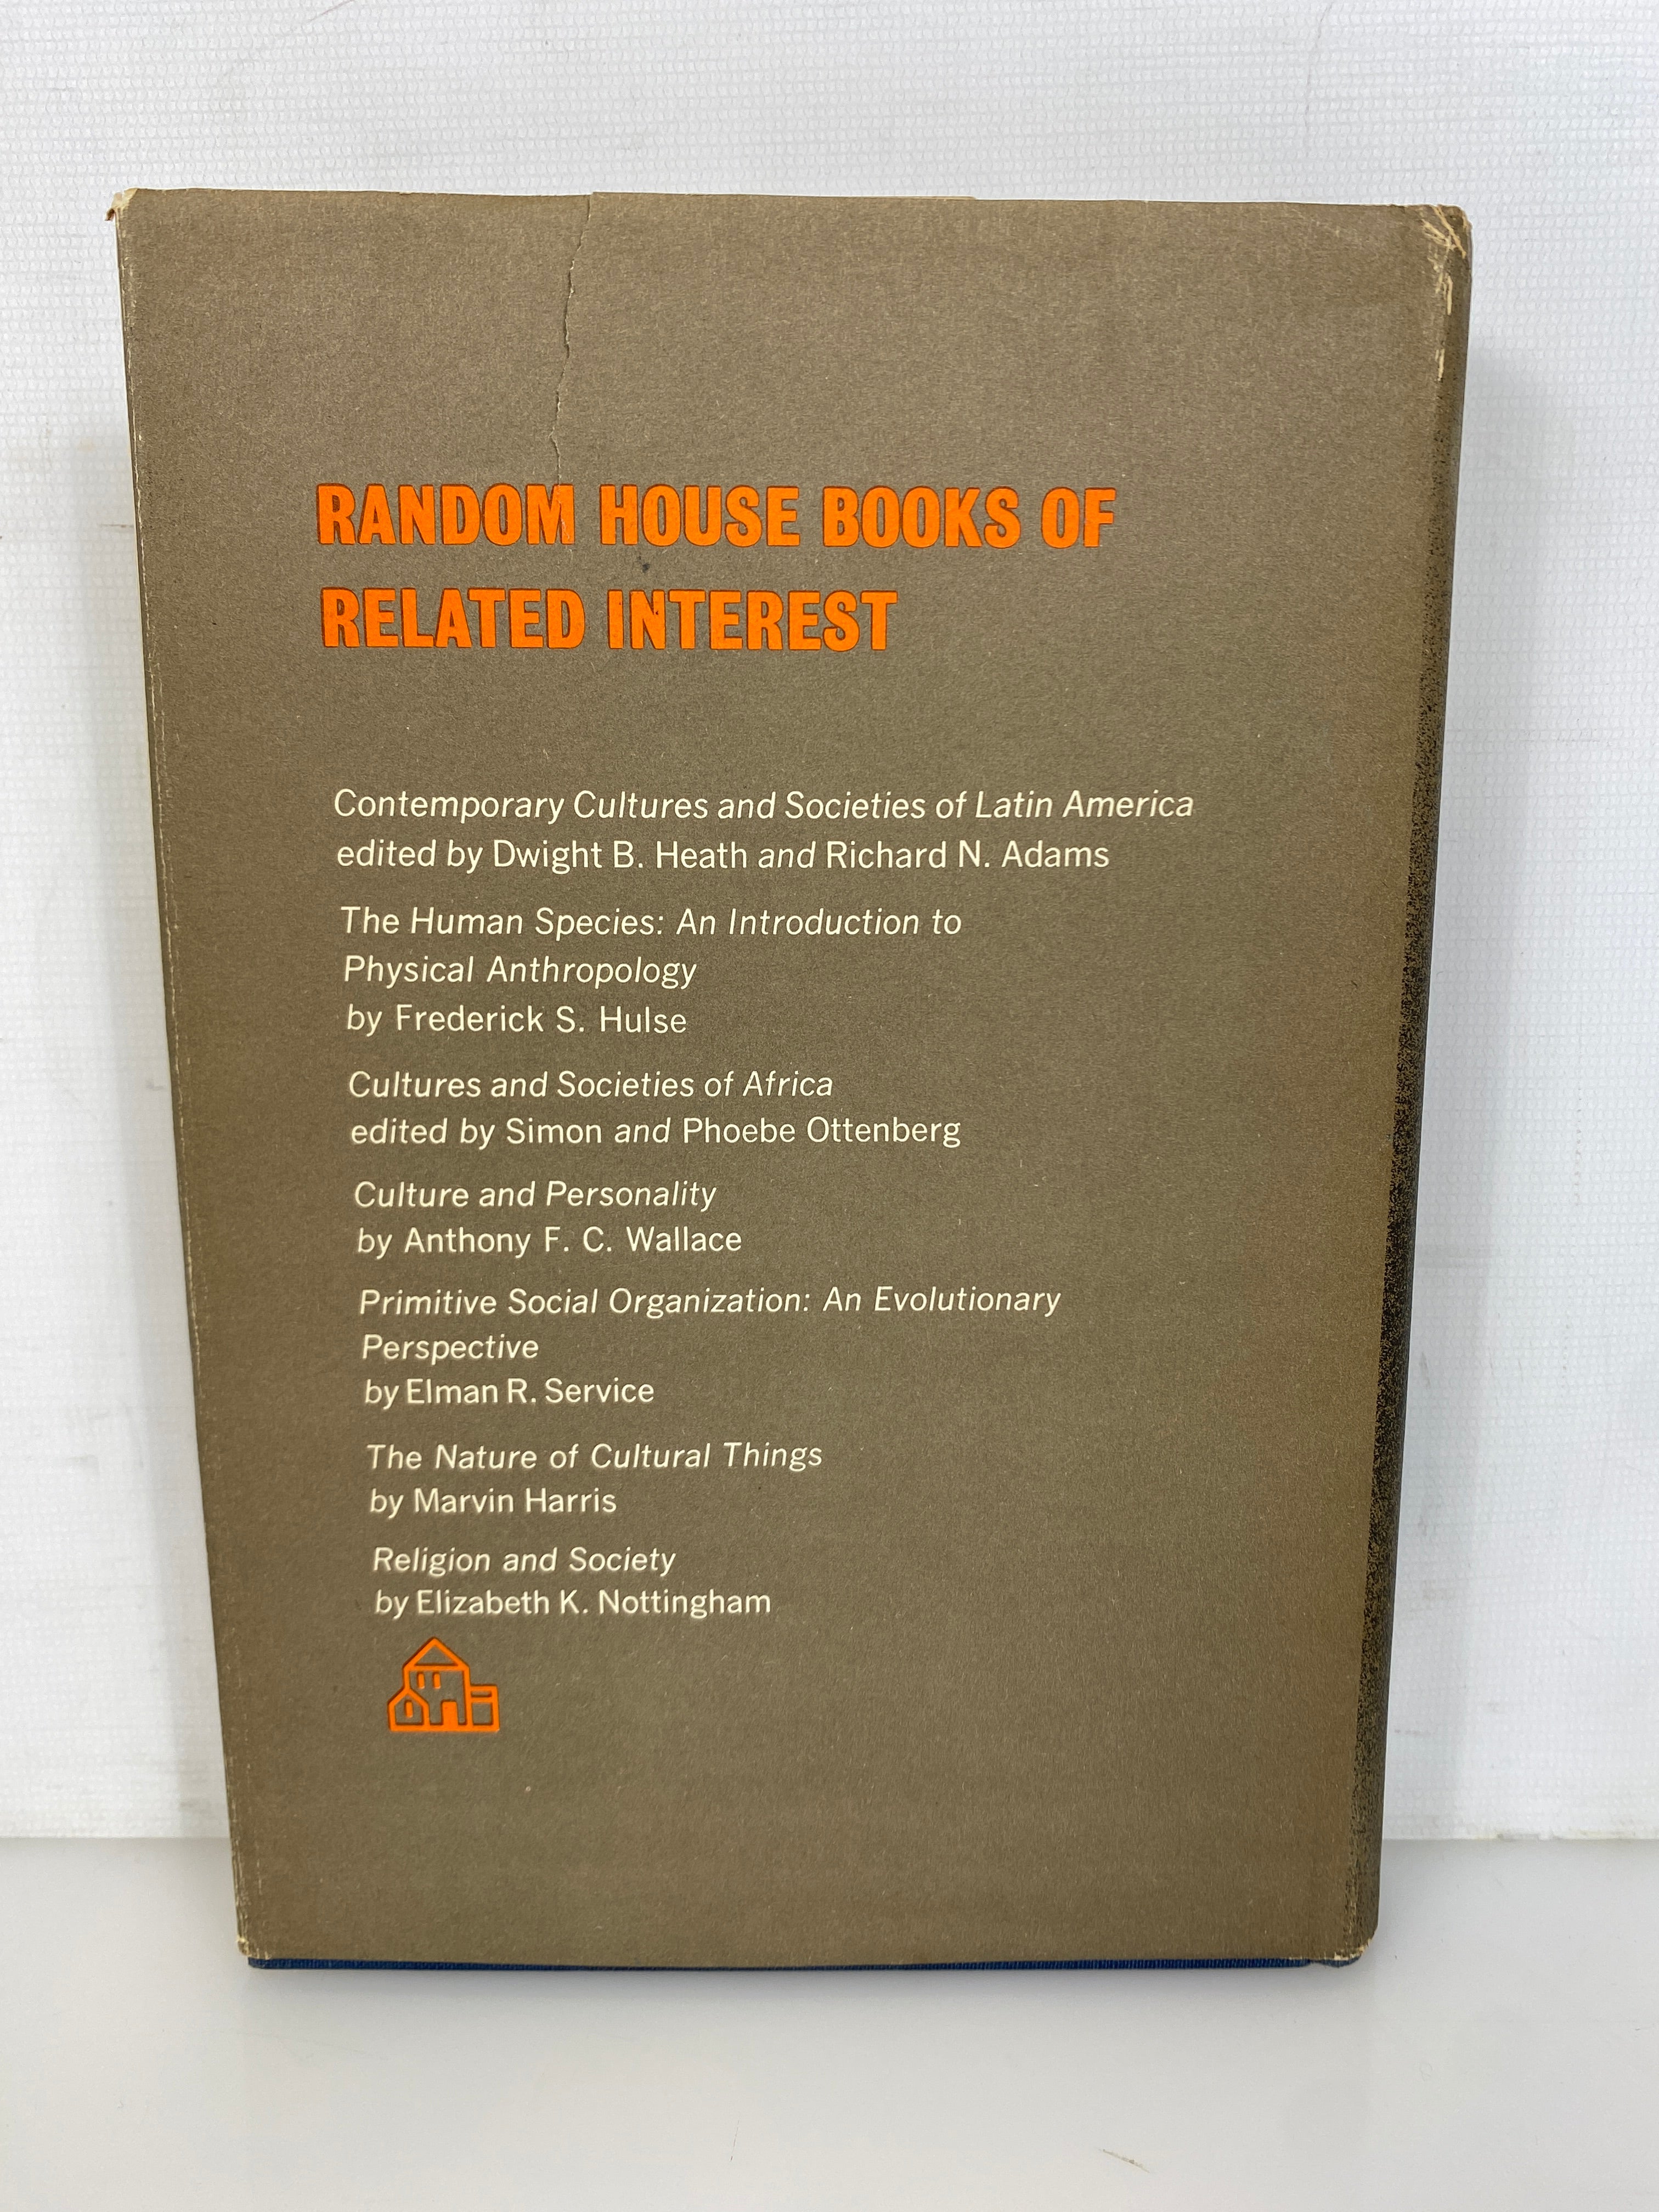 RANDOM HOUSE BOOKS OF
RELATED INTEREST
Contemporary Cultures and Societies of Latin America
edited by Dwight B. Heath and Richard N. Adams
The Human Species: An Introduction to
Physical Anthropology
by Frederick S. Hulse
Cultures and Societies of Africa
edited by Simon and Phoebe Ottenberg
Culture and Personality
by Anthony F. C. Wallace
Primitive Social Organization: An Evolutionary
Perspective
by Elman R. Service
The Nature of Cultural Things
by Marvin Harris
Religion and Society
by Elizabeth K. Nottingham